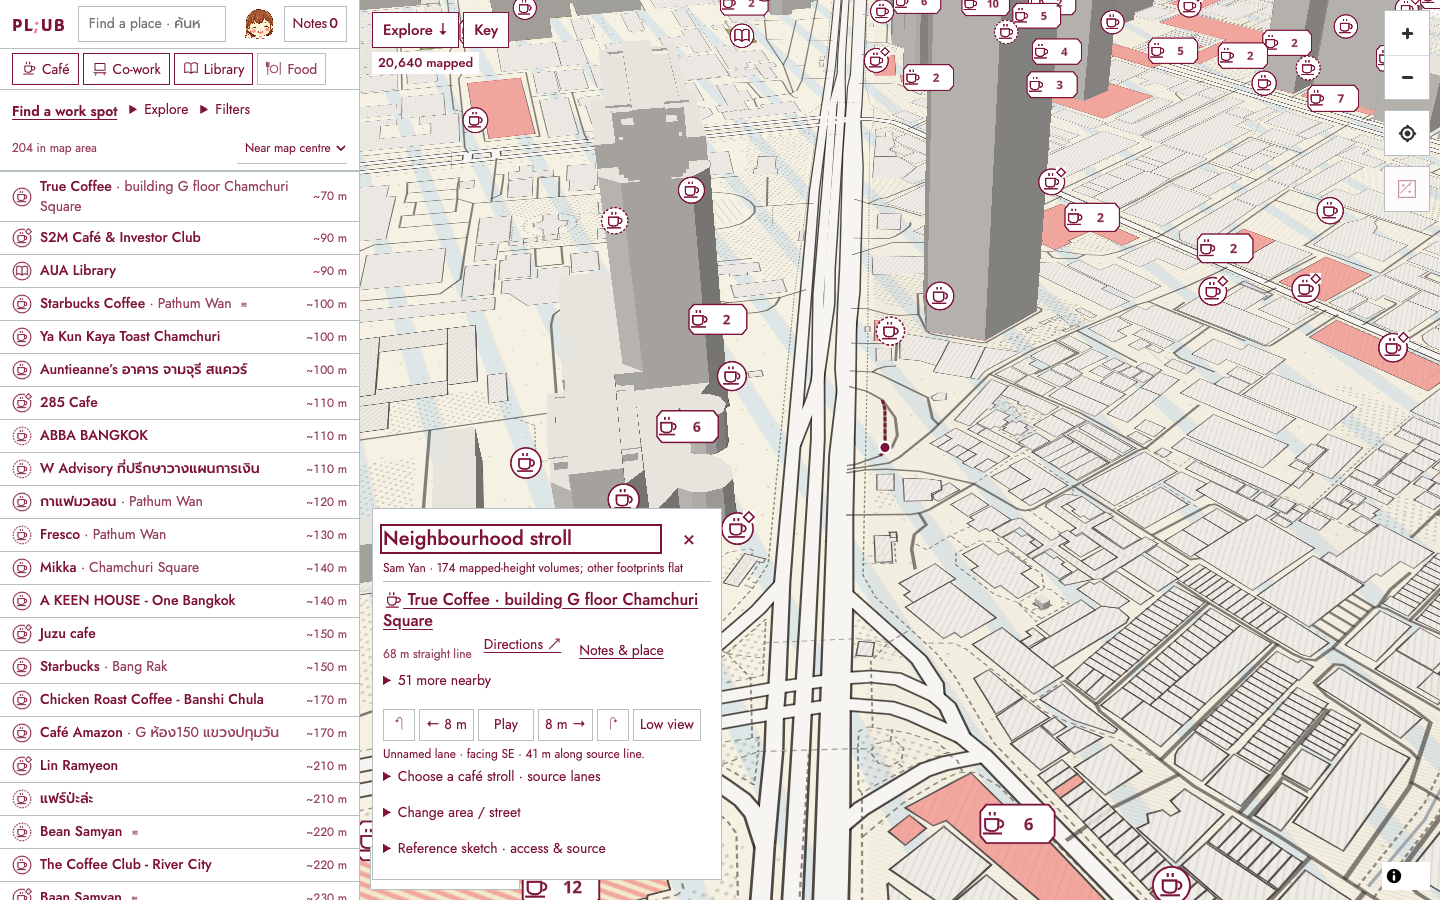 PL;UB
Find a place · ค้นห
Notes 0
Café
Co-work
Library
Food
Find a work spot
Explore
Filters
204 in map area
Near map centre
True Coffee · building G floor Chamchuri Square
~70 m
S2M Café & Investor Club
~90 m
AUA Library
~90 m
Starbucks Coffee · Pathum Wan ≈
~100 m
Ya Kun Kaya Toast Chamchuri
~100 m
Auntieanne's อาคาร จามจุรี สแควร์
~100 m
285 Cafe
~110 m
ABBA BANGKOK
~110 m
W Advisory ที่ปรึกษาวางแผนการเงิน
~110 m
กาแฟมวลชน · Pathum Wan
~120 m
Fresco · Pathum Wan
~130 m
Mikka · Chamchuri Square
~140 m
A KEEN HOUSE - One Bangkok
~140 m
Juzu cafe
~150 m
Starbucks · Bang Rak
~150 m
Chicken Roast Coffee - Banshi Chula
~170 m
Café Amazon · G ห้อง150 แขวงปทุมวัน
~170 m
Lin Ramyeon
~210 m
แฟร์ป่ะล่ะ
~210 m
Bean Samyan ≈
~220 m
The Coffee Club - River City
~220 m
Baan Samyan ≈
~230 m
Explore ↓
Key
20,640 mapped
2
6
10
2
5
4
5
2
2
2
3
7
2
2
2
6
6
12
+
−
Neighbourhood stroll
×
Sam Yan · 174 mapped-height volumes; other footprints flat
True Coffee · building G floor Chamchuri
Square
68 m straight line
Directions ↗
Notes & place
51 more nearby
← 8 m
Play
8 m →
Low view
Unnamed lane · facing SE · 41 m along source line.
Choose a café stroll · source lanes
Change area / street
Reference sketch · access & source